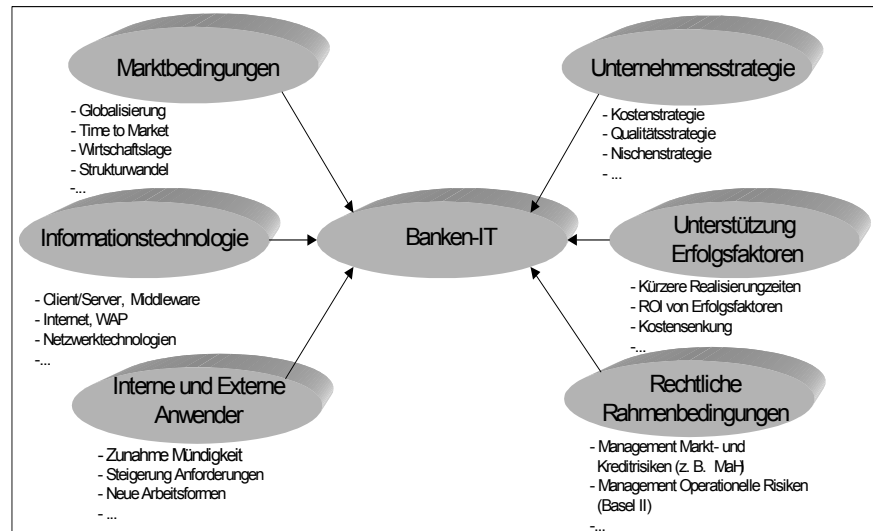 Marktbedingungen
- Globalisierung
- Time to Market
- Wirtschaftslage
- Strukturwandel
-...
Unternehmensstrategie
- Kostenstrategie
- Qualitätsstrategie
- Nischenstrategie
- ...
Informationstechnologie
- Client/Server, Middleware
- Internet, WAP
- Netzwerktechnologien
-...
Banken-IT
Unterstützung
Erfolgsfaktoren
- Kürzere Realisierungzeiten
- ROI von Erfolgsfaktoren
- Kostensenkung
-...
Interne und Externe
Anwender
- Zunahme Mündigkeit
- Steigerung Anforderungen
- Neue Arbeitsformen
- ...
Rechtliche
Rahmenbedingungen
- Management Markt- und
Kreditrisiken (z. B. MaH)
- Management Operationelle Risiken
(Basel II)
-...